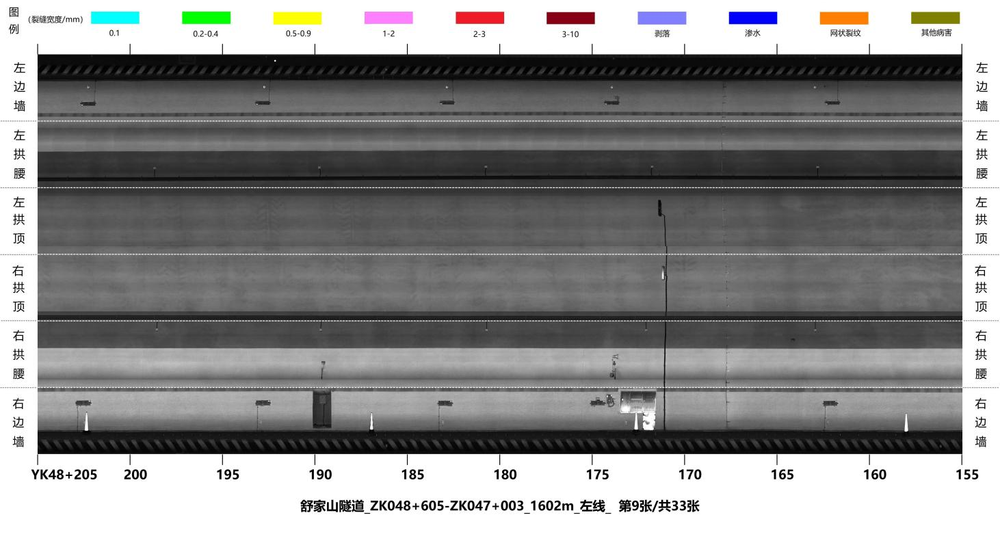 图例
(裂缝宽度/mm)
0.1
0.2-0.4
0.5-0.9
1-2
2-3
3-10
剥落
渗水
网状裂纹
其他病害
左边墙
左边墙
左拱腰
左拱腰
左拱顶
左拱顶
右拱顶
右拱顶
右拱腰
右拱腰
右边墙
右边墙
YK48+205 200 195 190 185 180 175 170 165 160 155
舒家山隧道_ZK048+605-ZK047+003_1602m_左线_ 第9张/共33张